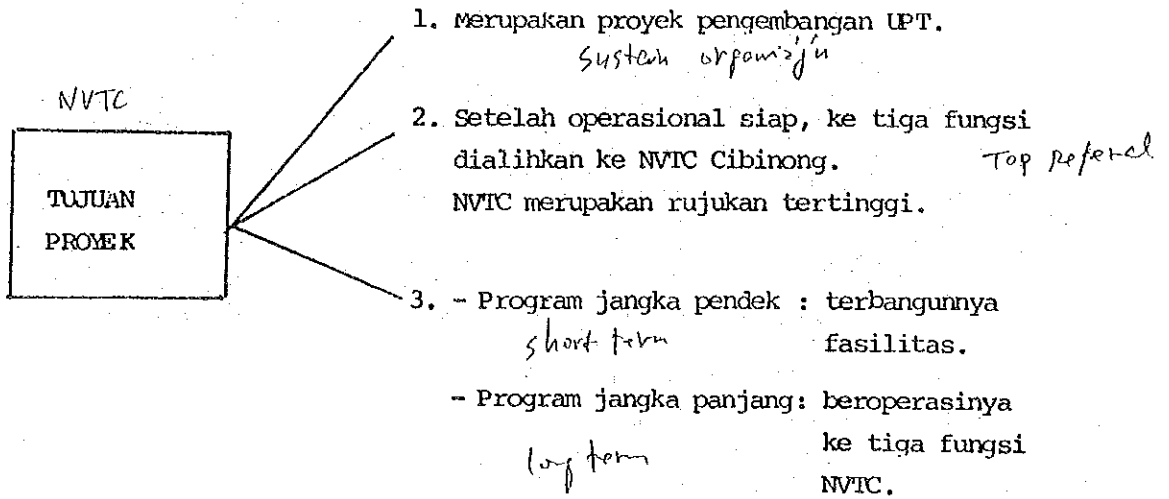 1. Merupakan proyek pengembangan UPT.
NVTC
2. Setelah operasional siap, ke tiga fungsi
dialihkan ke NVTC Cibinong.
Top Referal
NVTC merupakan rujukan tertinggi.
TUJUAN
PROYEK
3. - Program jangka pendek : terbangunnya
fasilitas.
short term
- Program jangka panjang: beroperasinya
ke tiga fungsi
long term
NVTC.